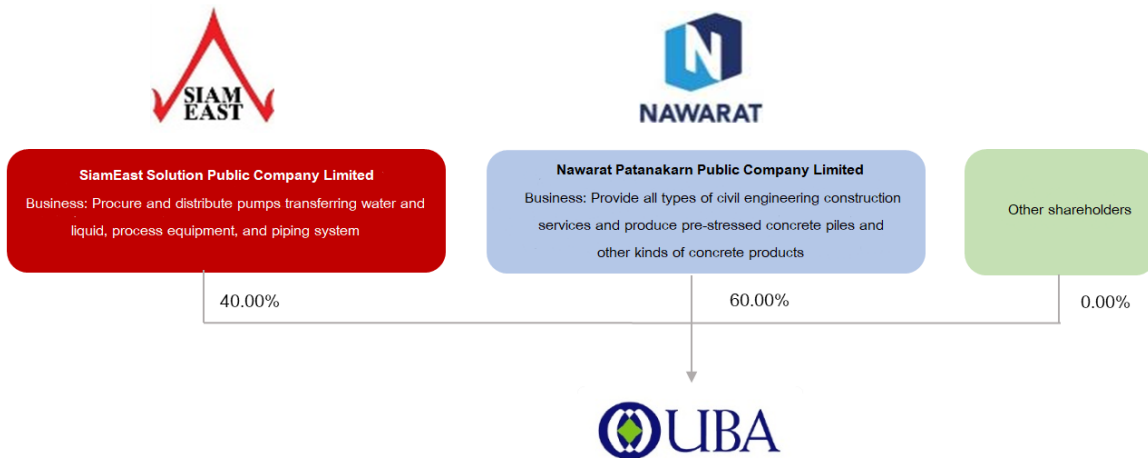 SIAM
EAST
NAWARAT
SiamEast Solution Public Company Limited
Business: Procure and distribute pumps transferring water and
liquid, process equipment, and piping system
Nawarat Patanakarn Public Company Limited
Business: Provide all types of civil engineering construction
services and produce pre-stressed concrete piles and
other kinds of concrete products
Other shareholders
40.00%
60.00%
0.00%
UBA